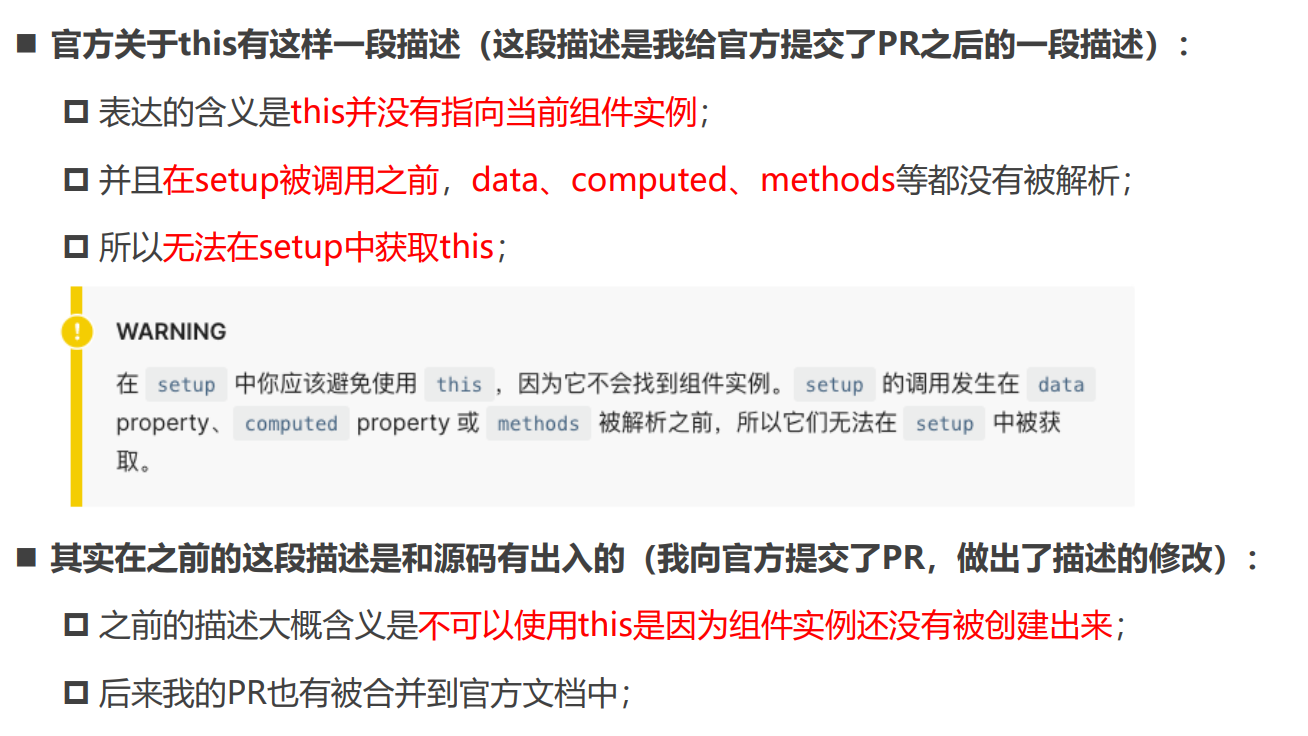 官方关于this有这样一段描述（这段描述是我给官方提交了PR之后的一段描述）：
表达的含义是this并没有指向当前组件实例；
并且在setup被调用之前，data、computed、methods等都没有被解析；
所以无法在setup中获取this；
WARNING
在 setup 中你应该避免使用 this ，因为它不会找到组件实例。 setup 的调用发生在 data
property、 computed property 或 methods 被解析之前，所以它们无法在 setup 中被获
取。
其实在之前的这段描述是和源码有出入的（我向官方提交了PR，做出了描述的修改）：
之前的描述大概含义是不可以使用this是因为组件实例还没有被创建出来；
后来我的PR也有被合并到官方文档中；